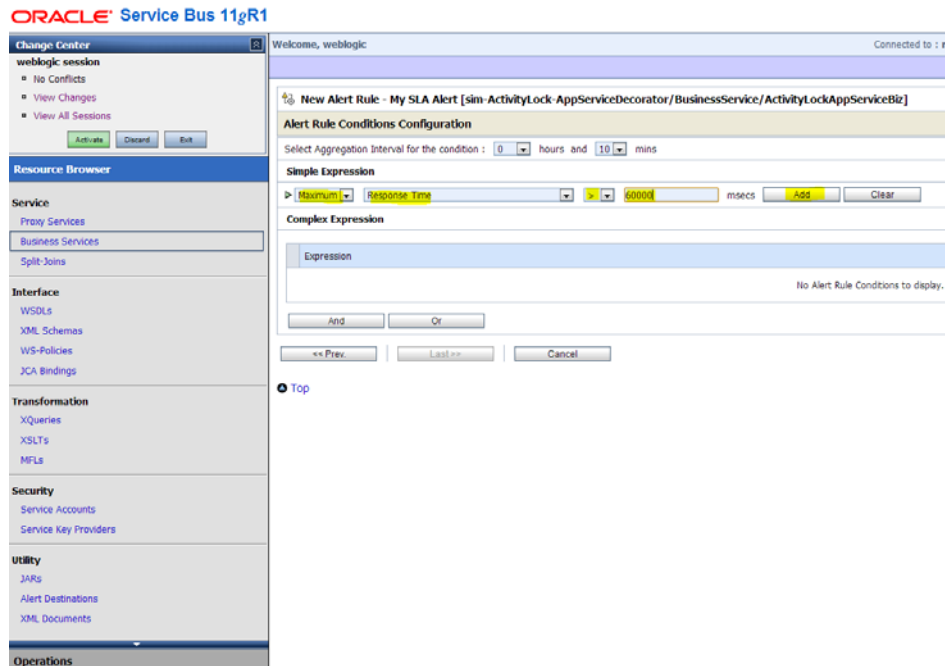 ORACLE Service Bus 11gR1
Change Center
weblogic session
No Conflicts
View Changes
View All Sessions
Activate Discard Exit
Resource Browser
Service
Proxy Services
Business Services
Split-Joins
Interface
WSDLs
XML Schemas
WS-Policies
JCA Bindings
Transformation
XQueries
XSLTs
MFLs
Security
Service Accounts
Service Key Providers
Utility
JARs
Alert Destinations
XML Documents
Operations
Welcome, weblogic Connected to :
New Alert Rule - My SLA Alert [sim-ActivityLock-AppServiceDecorator/BusinessService/ActivityLockAppServiceBiz]
Alert Rule Conditions Configuration
Select Aggregation Interval for the condition : 0 hours and 10 mins
Simple Expression
Maximum Response Time > 60000 msecs Add Clear
Complex Expression
Expression
No Alert Rule Conditions to display.
And Or
<< Prev. Last >> Cancel
Top